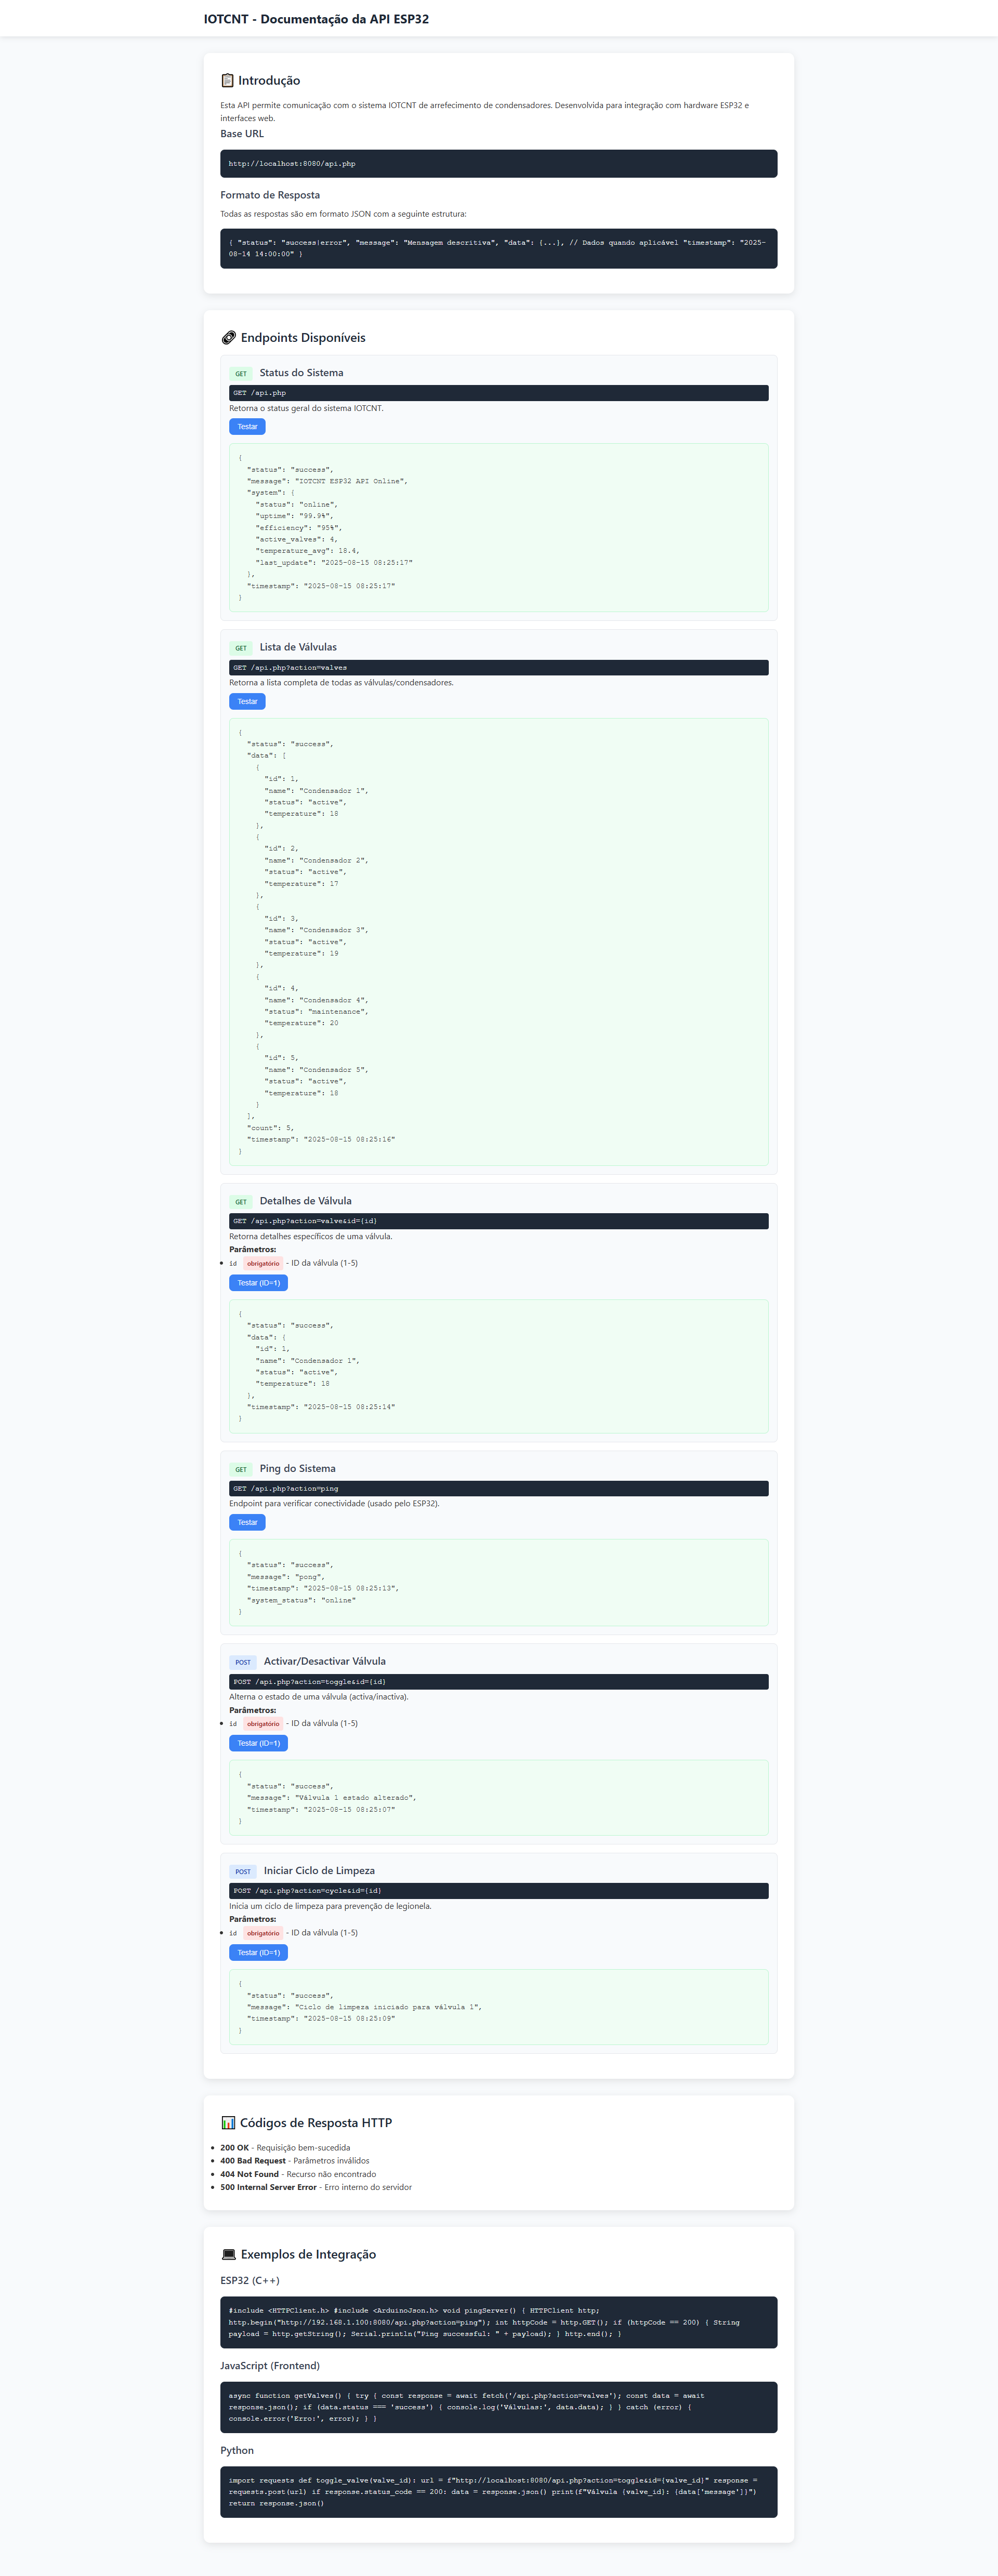 IOTCNT - Documentação da API ESP32
📋 Introdução
Esta API permite comunicação com o sistema IOTCNT de arrefecimento de condensadores. Desenvolvida para integração com hardware ESP32 e
interfaces web.
Base URL
http://localhost:8080/api.php
Formato de Resposta
Todas as respostas são em formato JSON com a seguinte estrutura:
{ "status": "success|error", "message": "Mensagem descritiva", "data": {...}, // Dados quando aplicável "timestamp": "2025-
08-14 14:00:00" }
🔗 Endpoints Disponíveis
GET Status do Sistema
GET /api.php
Retorna o status geral do sistema IOTCNT.
Testar
{
"status": "success",
"message": "IOTCNT ESP32 API Online",
"system": {
"status": "online",
"uptime": "99.9%",
"efficiency": "95%",
"active_valves": 4,
"temperature_avg": 18.4,
"last_update": "2025-08-15 08:25:17"
},
"timestamp": "2025-08-15 08:25:17"
}
GET Lista de Válvulas
GET /api.php?action=valves
Retorna a lista completa de todas as válvulas/condensadores.
Testar
{
"status": "success",
"data": [
{
"id": 1,
"name": "Condensador 1",
"status": "active",
"temperature": 18
},
{
"id": 2,
"name": "Condensador 2",
"status": "active",
"temperature": 17
},
{
"id": 3,
"name": "Condensador 3",
"status": "active",
"temperature": 19
},
{
"id": 4,
"name": "Condensador 4",
"status": "maintenance",
"temperature": 20
},
{
"id": 5,
"name": "Condensador 5",
"status": "active",
"temperature": 18
}
],
"count": 5,
"timestamp": "2025-08-15 08:25:16"
}
GET Detalhes de Válvula
GET /api.php?action=valve&id={id}
Retorna detalhes específicos de uma válvula.
Parâmetros:
• id obrigatório - ID da válvula (1-5)
Testar (ID=1)
{
"status": "success",
"data": {
"id": 1,
"name": "Condensador 1",
"status": "active",
"temperature": 18
},
"timestamp": "2025-08-15 08:25:14"
}
GET Ping do Sistema
GET /api.php?action=ping
Endpoint para verificar conectividade (usado pelo ESP32).
Testar
{
"status": "success",
"message": "pong",
"timestamp": "2025-08-15 08:25:13",
"system_status": "online"
}
POST Activar/Desactivar Válvula
POST /api.php?action=toggle&id={id}
Alterna o estado de uma válvula (activa/inactiva).
Parâmetros:
• id obrigatório - ID da válvula (1-5)
Testar (ID=1)
{
"status": "success",
"message": "Válvula 1 estado alterado",
"timestamp": "2025-08-15 08:25:07"
}
POST Iniciar Ciclo de Limpeza
POST /api.php?action=cycle&id={id}
Inicia um ciclo de limpeza para prevenção de legionela.
Parâmetros:
• id obrigatório - ID da válvula (1-5)
Testar (ID=1)
{
"status": "success",
"message": "Ciclo de limpeza iniciado para válvula 1",
"timestamp": "2025-08-15 08:25:09"
}
📊 Códigos de Resposta HTTP
• 200 OK - Requisição bem-sucedida
• 400 Bad Request - Parâmetros inválidos
• 404 Not Found - Recurso não encontrado
• 500 Internal Server Error - Erro interno do servidor
💻 Exemplos de Integração
ESP32 (C++)
#include <HTTPClient.h> #include <ArduinoJson.h> void pingServer() { HTTPClient http;
http.begin("http://192.168.1.100:8080/api.php?action=ping"); int httpCode = http.GET(); if (httpCode == 200) { String
payload = http.getString(); Serial.println("Ping successful: " + payload); } http.end(); }
JavaScript (Frontend)
async function getValves() { try { const response = await fetch('/api.php?action=valves'); const data = await
response.json(); if (data.status === 'success') { console.log('Válvulas:', data.data); } } catch (error) {
console.error('Erro:', error); } }
Python
import requests def toggle_valve(valve_id): url = f"http://localhost:8080/api.php?action=toggle&id={valve_id}" response =
requests.post(url) if response.status_code == 200: data = response.json() print(f"Válvula {valve_id}: {data['message']}")
return response.json()